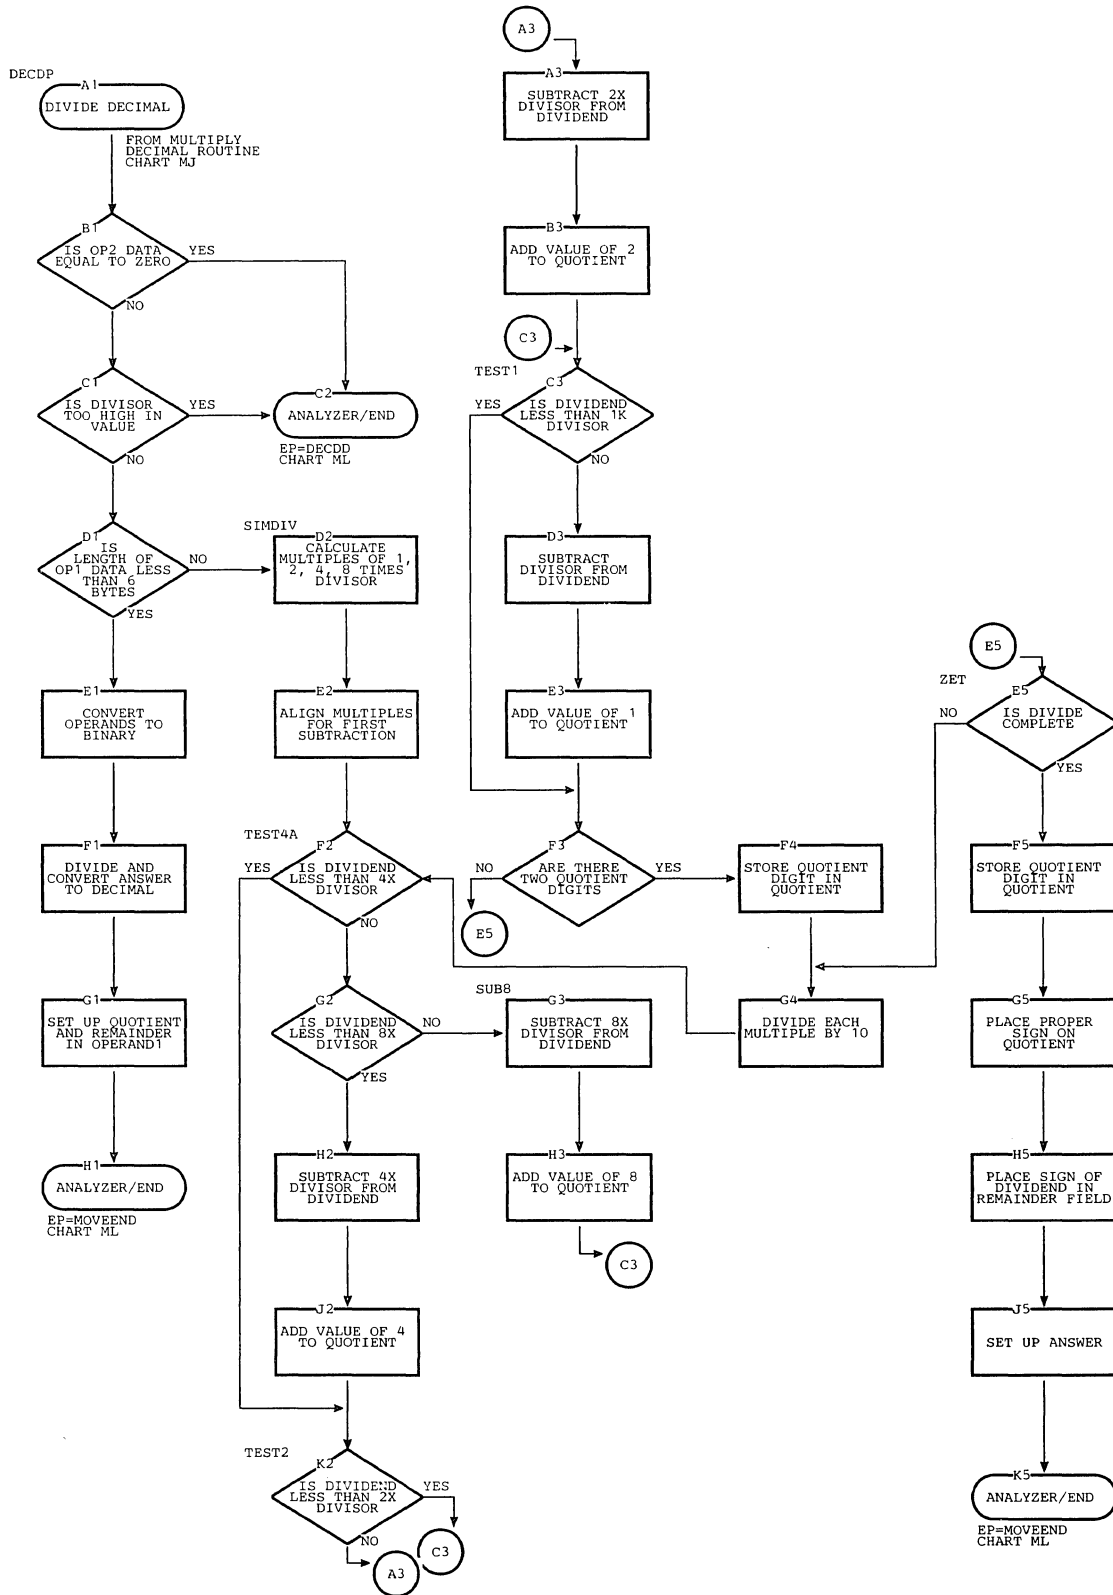 DECDP
A1
DIVIDE DECIMAL
FROM MULTIPLY
DECIMAL ROUTINE
CHART MJ
B1
IS OP2 DATA
EQUAL TO ZERO
YES
NO
C1
IS DIVISOR
TOO HIGH IN
VALUE
YES
NO
C2
ANALYZER/END
EP=DECDD
CHART ML
D1
IS
LENGTH OF
OP1 DATA LESS
THAN 6
BYTES
NO
YES
E1
CONVERT
OPERANDS TO
BINARY
F1
DIVIDE AND
CONVERT ANSWER
TO DECIMAL
G1
SET UP QUOTIENT
AND REMAINDER
IN OPERAND1
H1
ANALYZER/END
EP=MOVEEND
CHART ML
SIMDIV
D2
CALCULATE
MULTIPLES OF 1,
2, 4, 8 TIMES
DIVISOR
E2
ALIGN MULTIPLES
FOR FIRST
SUBTRACTION
TEST4A
F2
YES
IS DIVIDEND
LESS THAN 4X
DIVISOR
NO
G2
IS DIVIDEND
LESS THAN 8X
DIVISOR
NO
YES
H2
SUBTRACT 4X
DIVISOR FROM
DIVIDEND
J2
ADD VALUE OF 4
TO QUOTIENT
TEST2
K2
IS DIVIDEND
LESS THAN 2X
DIVISOR
YES
NO
C3
A3
A3
A3
SUBTRACT 2X
DIVISOR FROM
DIVIDEND
B3
ADD VALUE OF 2
TO QUOTIENT
C3
TEST1
C3
YES
IS DIVIDEND
LESS THAN 1K
DIVISOR
NO
D3
SUBTRACT
DIVISOR FROM
DIVIDEND
E3
ADD VALUE OF 1
TO QUOTIENT
F3
NO
ARE THERE
TWO QUOTIENT
DIGITS
YES
E5
SUB8
G3
SUBTRACT 8X
DIVISOR FROM
DIVIDEND
H3
ADD VALUE OF 8
TO QUOTIENT
C3
F4
STORE QUOTIENT
DIGIT IN
QUOTIENT
G4
DIVIDE EACH
MULTIPLE BY 10
E5
ZET
E5
NO
IS DIVIDE
COMPLETE
YES
F5
STORE QUOTIENT
DIGIT IN
QUOTIENT
G5
PLACE PROPER
SIGN ON
QUOTIENT
H5
PLACE SIGN OF
DIVIDEND IN
REMAINDER FIELD
J5
SET UP ANSWER
K5
ANALYZER/END
EP=MOVEEND
CHART ML